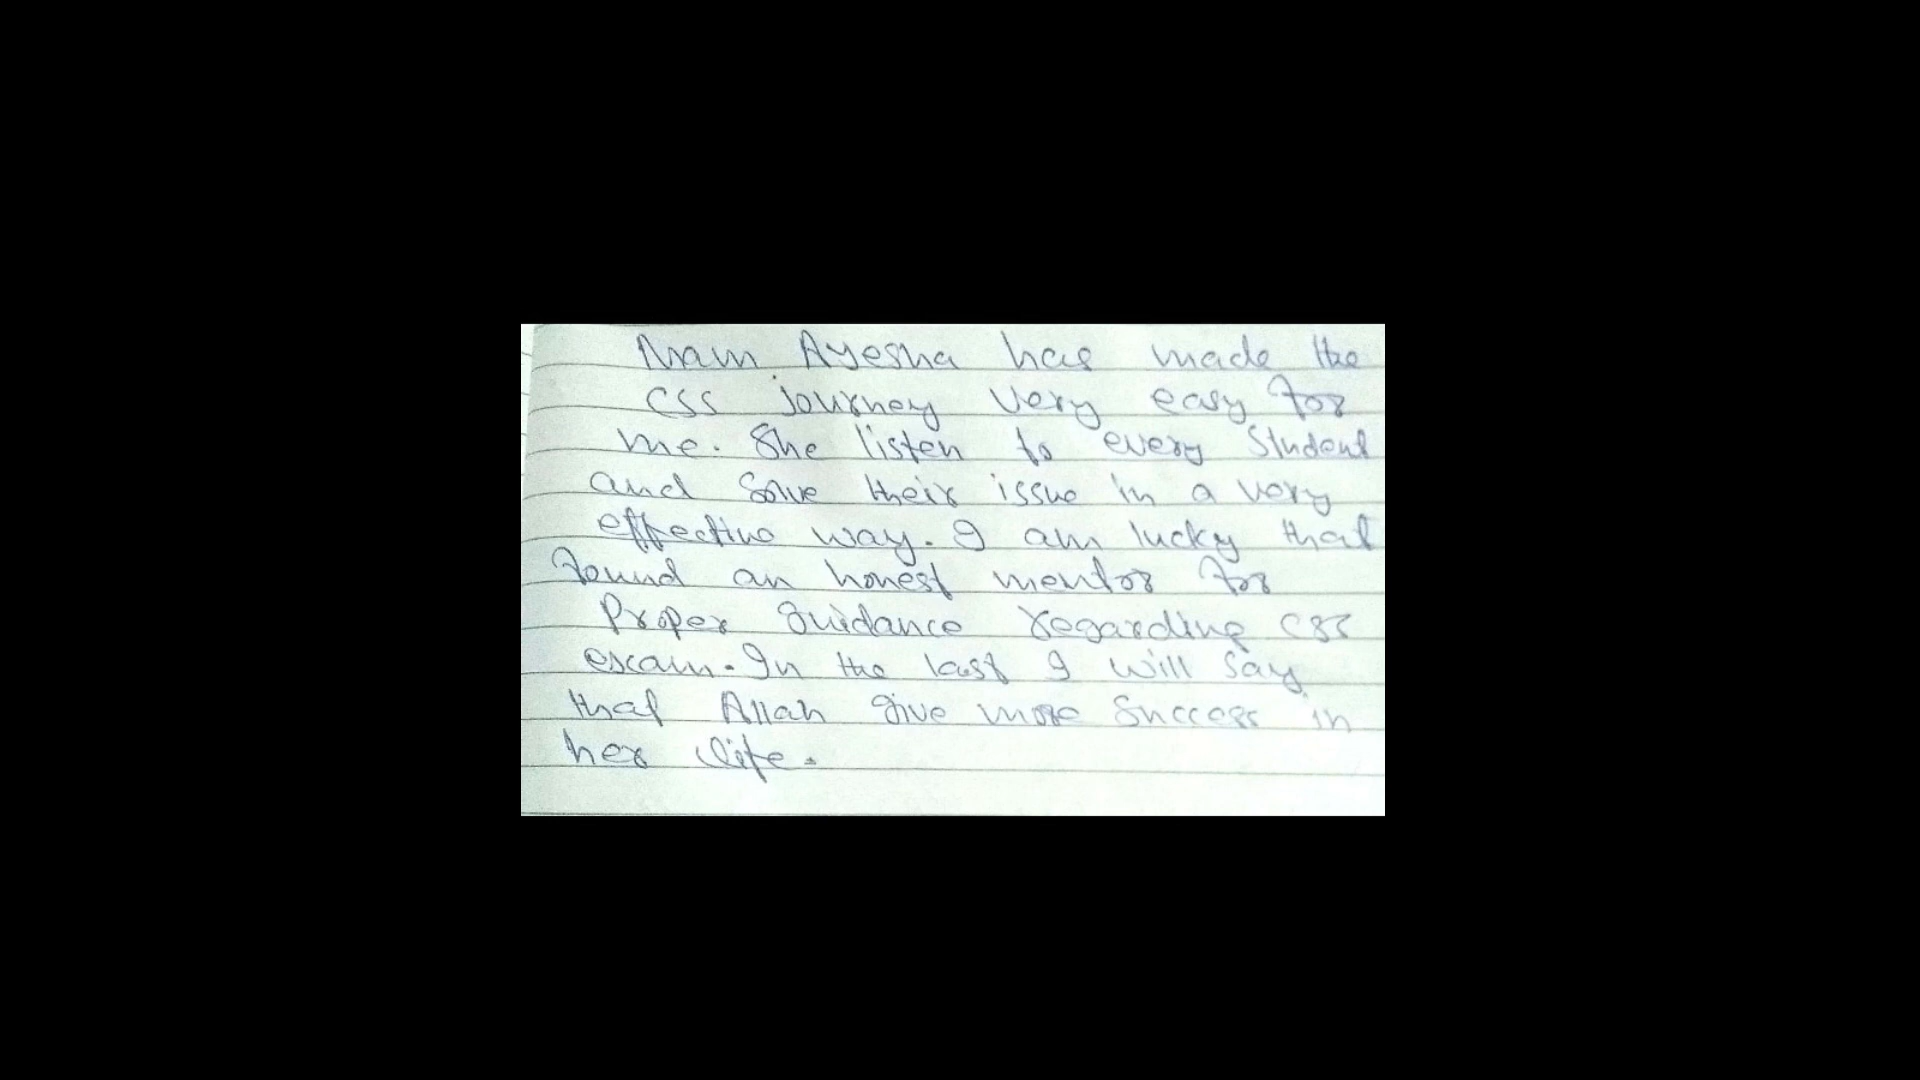 Mam Ayesha has made the
CSS journey very easy for
me. She listen to every student
and solve their issue in a very
effective way. I am lucky that
found an honest mentor for
Proper guidance regarding CSS
exam. In the last I will say
that Allah give more success in
her life.